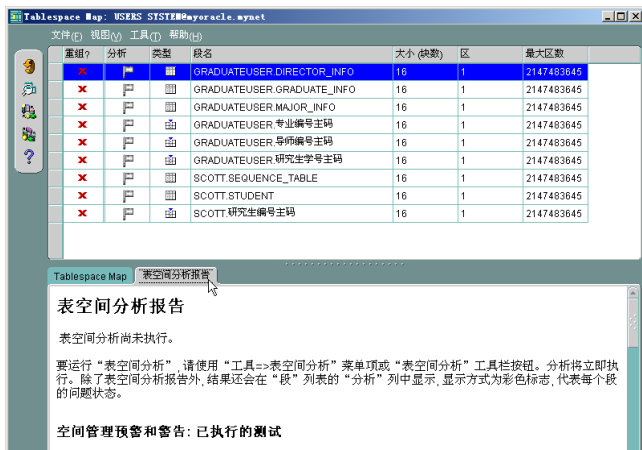 Tablespace Map: USERS SYSTEM@myoracle.mynet
文件(F) 视图(V) 工具(T) 帮助(H)
重组? 分析 类型 段名 大小 (块数) 区 最大区数
GRADUATEUSER.DIRECTOR_INFO 16 1 2147483645
GRADUATEUSER.GRADUATE_INFO 16 1 2147483645
GRADUATEUSER.MAJOR_INFO 16 1 2147483645
GRADUATEUSER.专业编号主码 16 1 2147483645
GRADUATEUSER.导师编号主码 16 1 2147483645
GRADUATEUSER.研究生学号主码 16 1 2147483645
SCOTT.SEQUENCE_TABLE 16 1 2147483645
SCOTT.STUDENT 16 1 2147483645
SCOTT.研究生编号主码 16 1 2147483645
Tablespace Map 表空间分析报告
表空间分析报告
表空间分析尚未执行。
要运行“表空间分析”,请使用“工具=>表空间分析”菜单项或“表空间分析”工具栏按钮。分析将立即执
行。除了表空间分析报告外,结果还会在“段”列表的“分析”列中显示,显示方式为彩色标志,代表每个段
的问题状态。
空间管理预警和警告: 已执行的测试